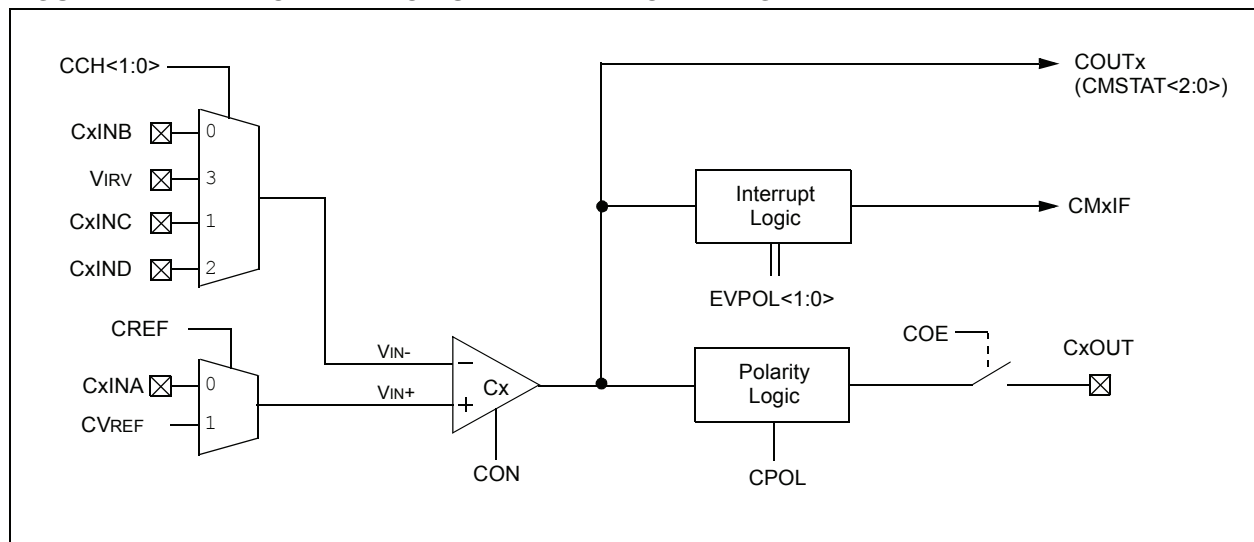 CCH<1:0>
CxINB
0
VIRV
3
CxINC
1
CxIND
2
CREF
CxINA
0
CVREF
1
VIN-
VIN+
–
+
Cx
CON
COUTx
(CMSTAT<2:0>)
Interrupt
Logic
CMxIF
EVPOL<1:0>
Polarity
Logic
CPOL
COE
CxOUT